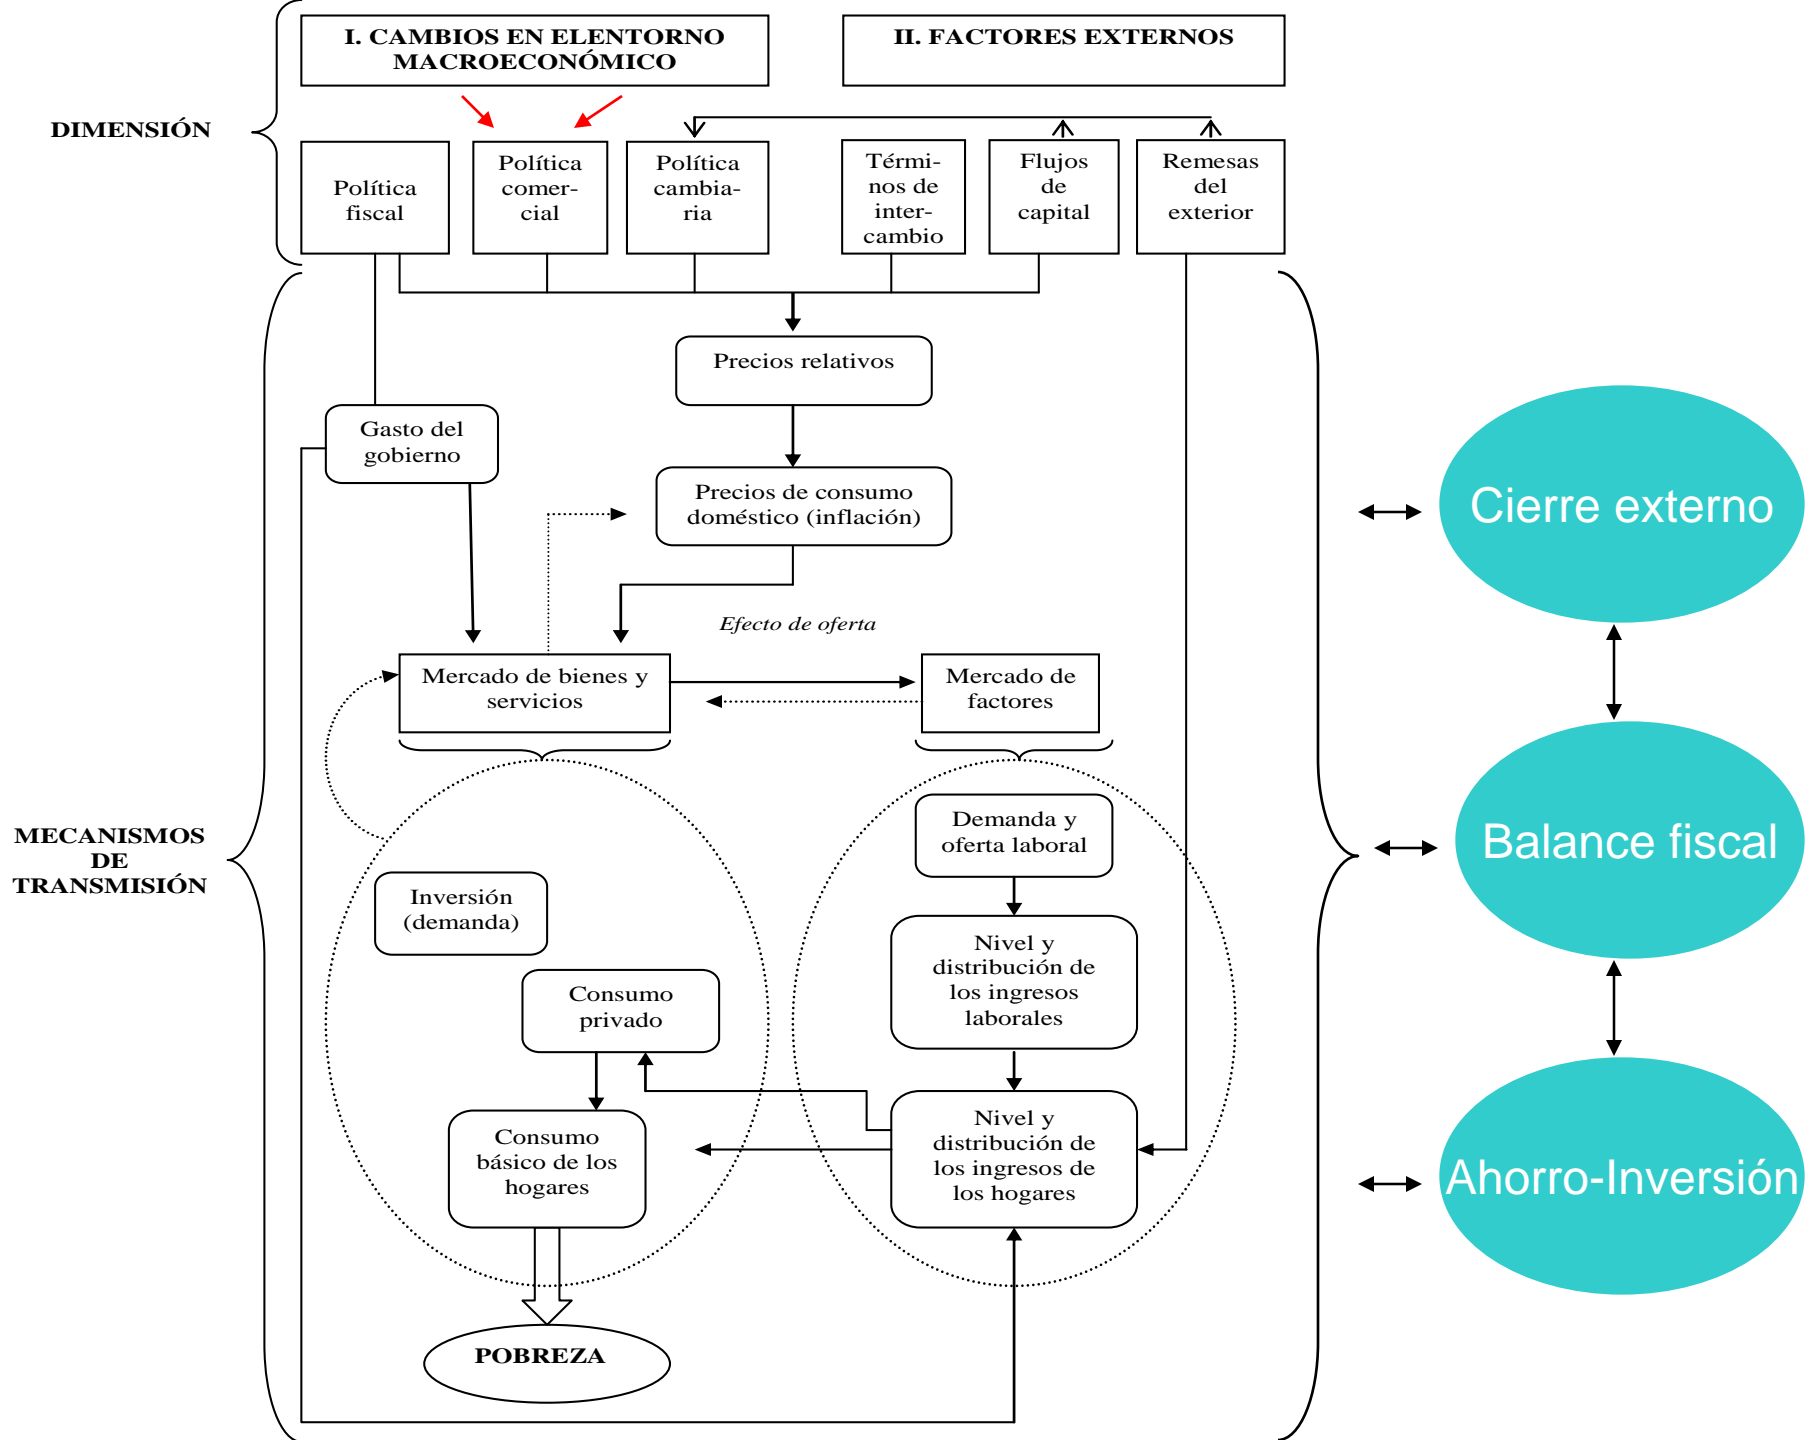 I. CAMBIOS EN ELENTORNO
MACROECONÓMICO
II. FACTORES EXTERNOS
DIMENSIÓN
Política
fiscal
Política
comer-
cial
Política
cambia-
ria
Térmi-
nos de
inter-
cambio
Flujos
de
capital
Remesas
del
exterior
Precios relativos
Gasto del
gobierno
Precios de consumo
doméstico (inflación)
Cierre externo
Efecto de oferta
Mercado de bienes y
servicios
Mercado de
factores
MECANISMOS
DE
TRANSMISIÓN
Demanda y
oferta laboral
Balance fiscal
Inversión
(demanda)
Nivel y
distribución de
los ingresos
laborales
Consumo
privado
Consumo
básico de los
hogares
Nivel y
distribución de
los ingresos de
los hogares
Ahorro-Inversión
POBREZA